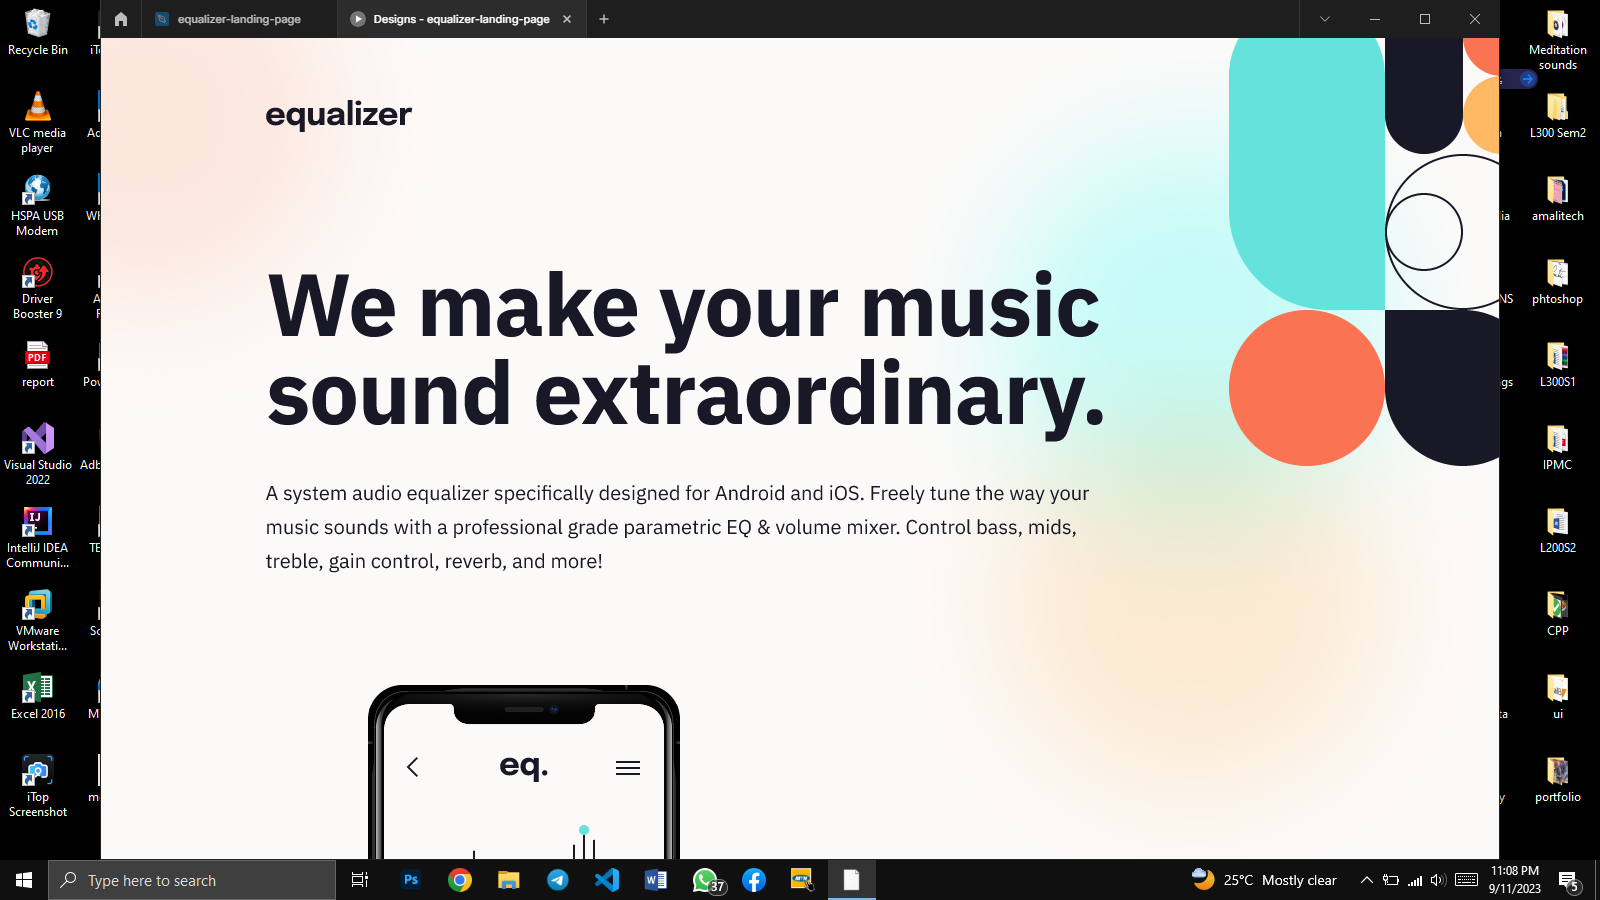 equalizer-landing-page
Designs - equalizer-landing-page
equalizer
We make your music
sound extraordinary.
A system audio equalizer specifically designed for Android and iOS. Freely tune the way your
music sounds with a professional grade parametric EQ & volume mixer. Control bass, mids,
treble, gain control, reverb, and more!
eq.
Recycle Bin
VLC media
player
HSPA USB
Modem
Driver
Booster 9
PDF
report
Visual Studio
2022
IJ
IntelliJ IDEA
Communi...
VMware
Workstati...
Excel 2016
iTop
Screenshot
Meditation
sounds
L300 Sem2
amalitech
phtoshop
L300S1
IPMC
L200S2
CPP
ui
portfolio
Type here to search
Ps
37
25°C Mostly clear
11:08 PM
9/11/2023
5